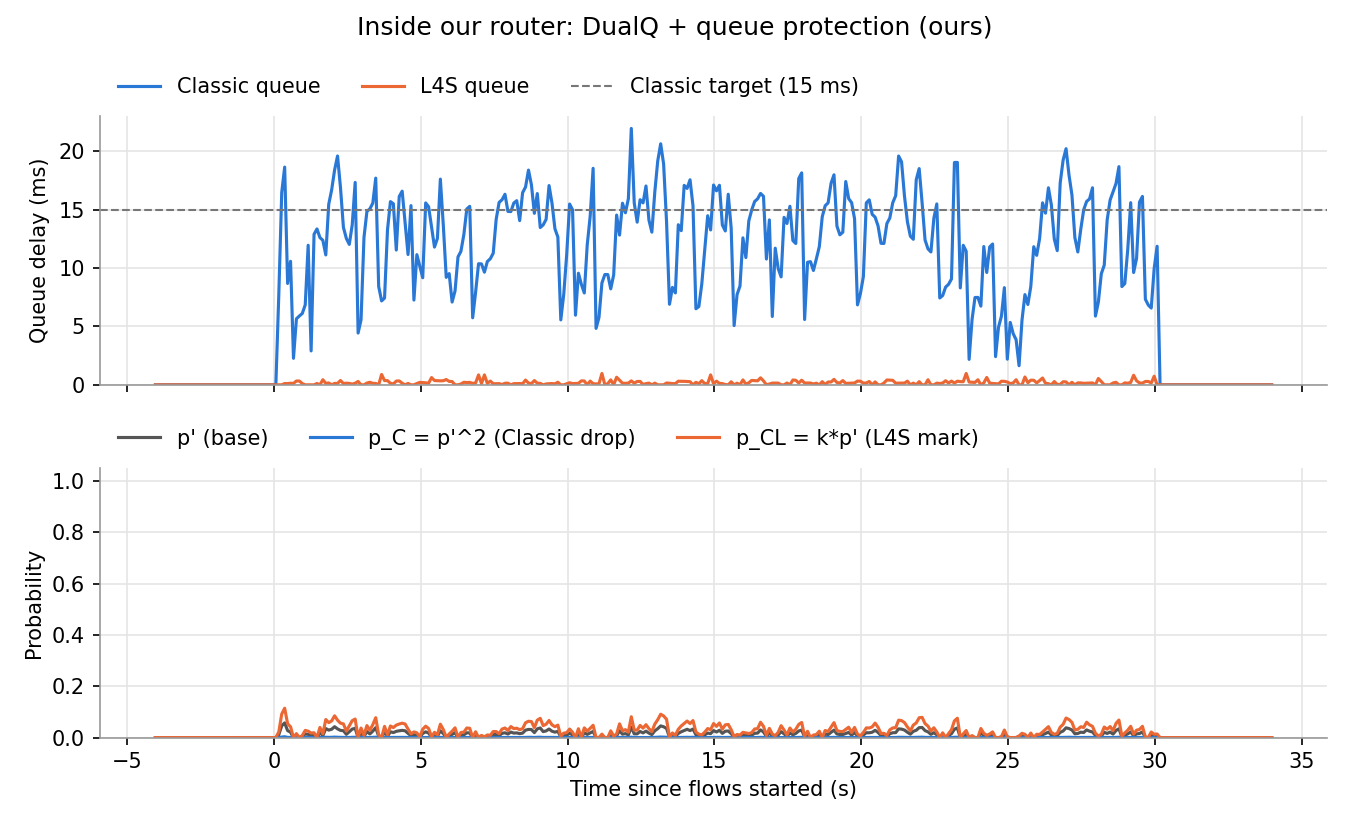 Inside our router: DualQ + queue protection (ours)
Classic queue L4S queue Classic target (15 ms)
Queue delay (ms)
20
15
10
5
0
p' (base) p_C = p'^2 (Classic drop) p_CL = k*p' (L4S mark)
Probability
1.0
0.8
0.6
0.4
0.2
0.0
−5 0 5 10 15 20 25 30 35
Time since flows started (s)